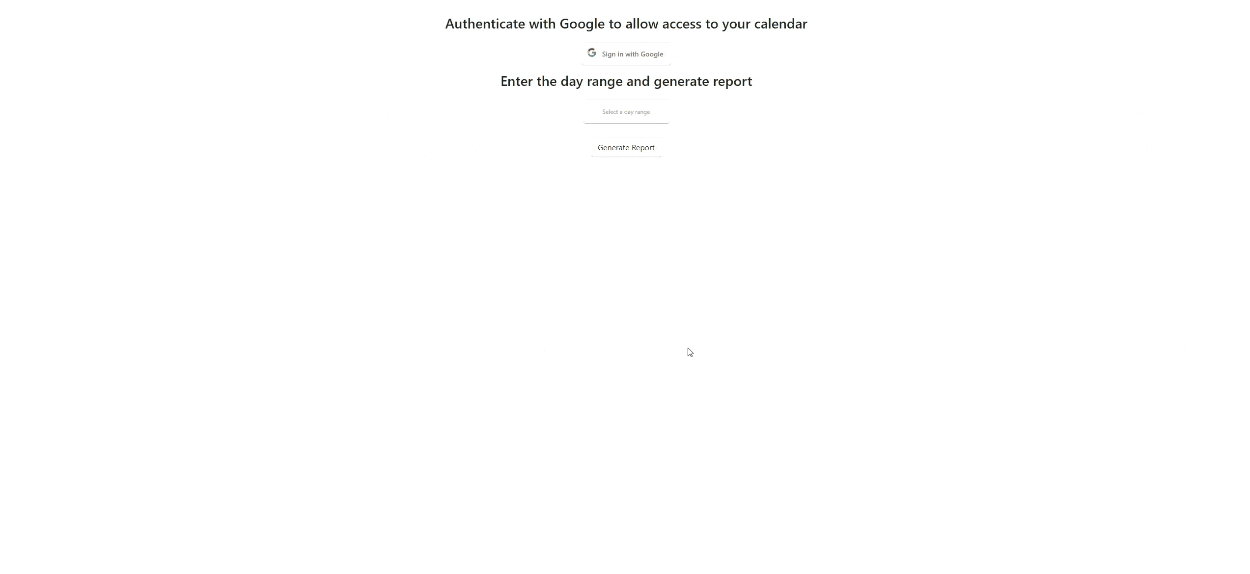 Authenticate with Google to allow access to your calendar
Sign in with Google
Enter the day range and generate report
Select a day range
Generate Report